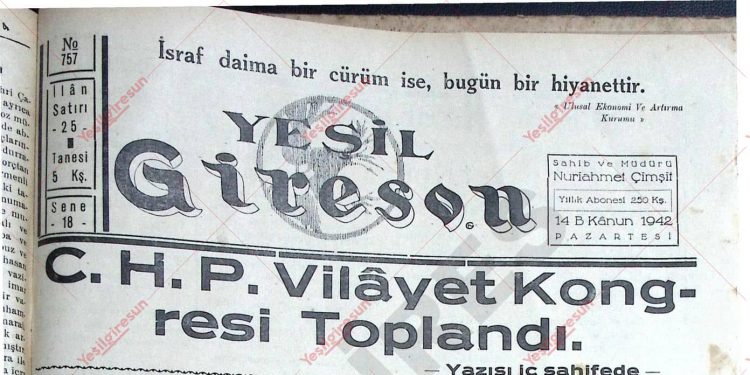 No
757
İlân
Satırı
- 25 -
Tanesi
5 Kş.
Sene
- 18 -
İsraf daima bir cürüm ise, bugün bir hiyanettir.
« Ulusal Ekonomi Ve Artırma
Kurumu »
YEŞİL
Gireson
Sahib ve Müdürü
Nuriahmet Çimşit
Yıllık Abonesi 250 Kş.
14 B Kânun 1942
PAZARTESİ
C. H. P. Vilâyet Kong-
resi Toplandı.
— Yazısı iç sahifede —
Yesilgiresun